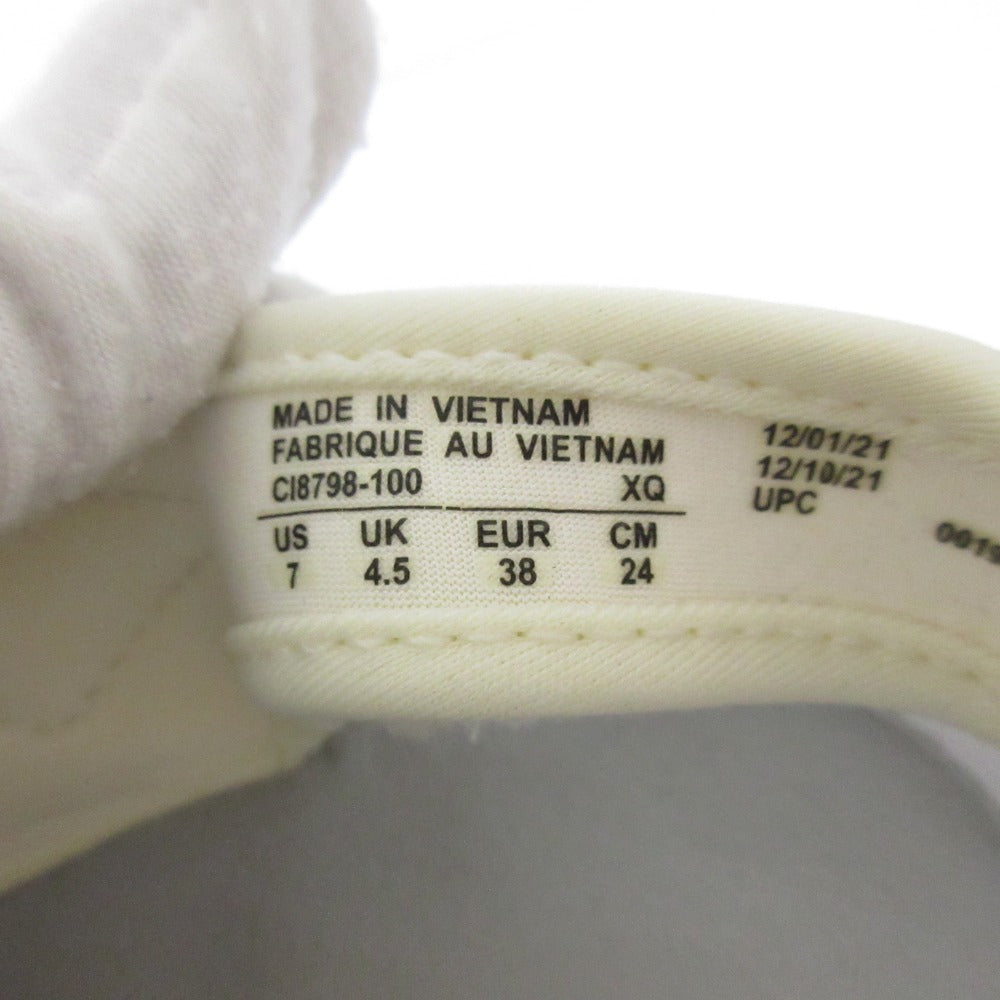 MADE IN VIETNAM
FABRIQUE AU VIETNAM
CI8798-100 XQ
US UK EUR CM
7 4.5 38 24
12/01/21
12/10/21
UPC